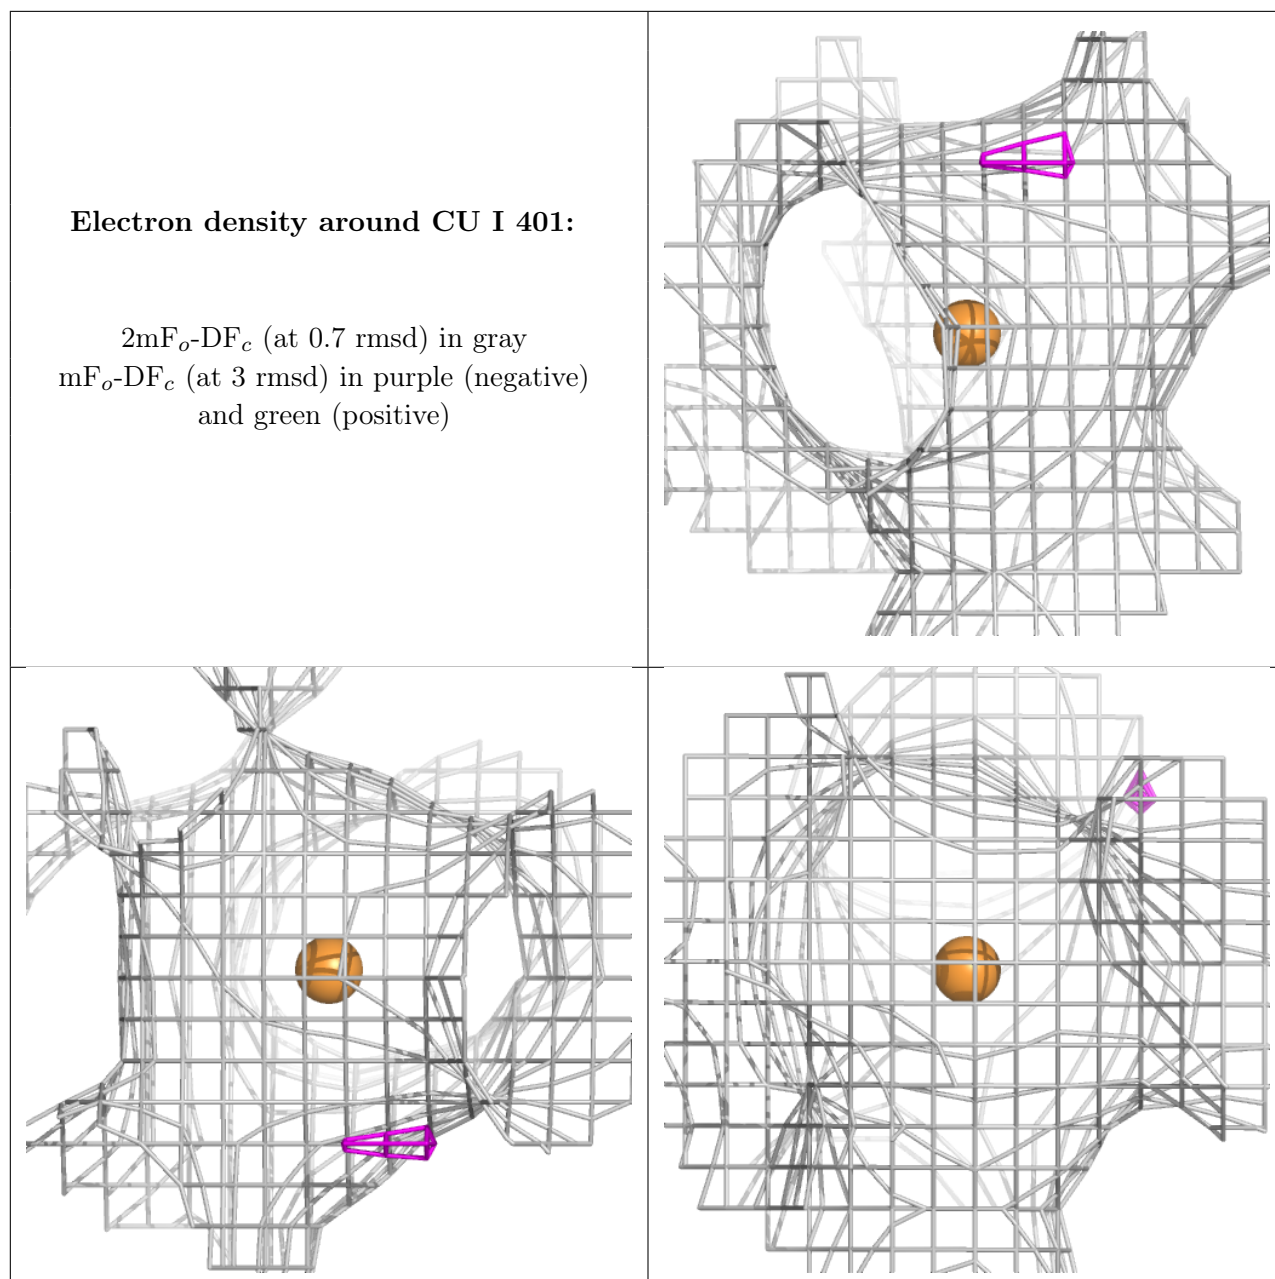 Electron density around CU I 401:
2mFo-DFc (at 0.7 rmsd) in gray
mFo-DFc (at 3 rmsd) in purple (negative)
and green (positive)